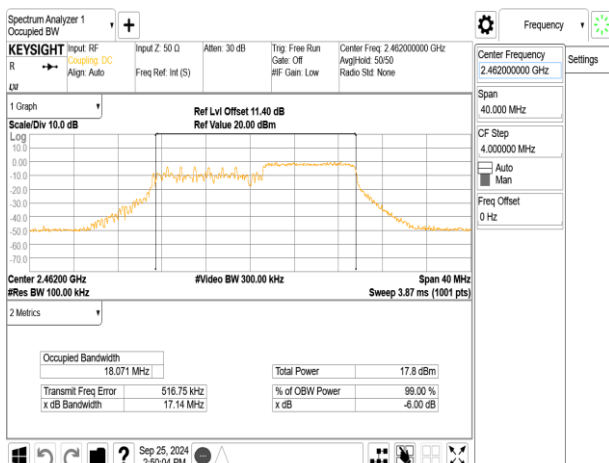 Spectrum Analyzer 1
Occupied BW
Frequency
KEYSIGHT
R
LXI
Input: RF
Coupling: DC
Align: Auto
Input Z: 50 Ω
Freq Ref: Int (S)
Atten: 30 dB
Trig: Free Run
Gate: Off
#IF Gain: Low
Center Freq: 2.462000000 GHz
Avg|Hold: 50/50
Radio Std: None
Center Frequency
2.462000000 GHz
Settings
Span
40.000 MHz
CF Step
4.000000 MHz
Auto
Man
Freq Offset
0 Hz
1 Graph
Scale/Div 10.0 dB
Ref Lvl Offset 11.40 dB
Ref Value 20.00 dBm
Log
10.0
0.00
-10.0
-20.0
-30.0
-40.0
-50.0
-60.0
-70.0
Center 2.46200 GHz
#Res BW 100.00 kHz
#Video BW 300.00 kHz
Span 40 MHz
Sweep 3.87 ms (1001 pts)
2 Metrics
Occupied Bandwidth
18.071 MHz
Transmit Freq Error 516.75 kHz
x dB Bandwidth 17.14 MHz
Total Power 17.8 dBm
% of OBW Power 99.00 %
x dB -6.00 dB
?
Sep 25, 2024
2:50:04 PM